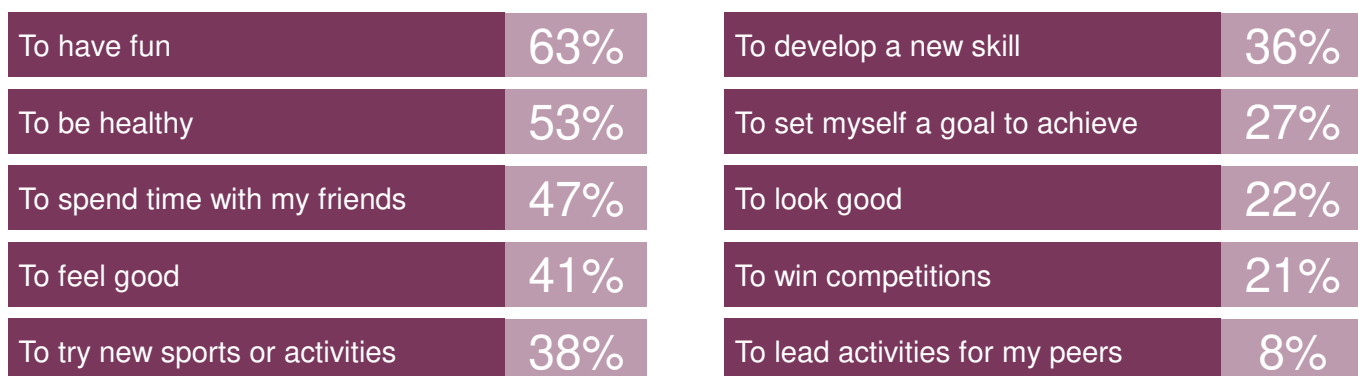 To have fun 63%
To be healthy 53%
To spend time with my friends 47%
To feel good 41%
To try new sports or activities 38%
To develop a new skill 36%
To set myself a goal to achieve 27%
To look good 22%
To win competitions 21%
To lead activities for my peers 8%